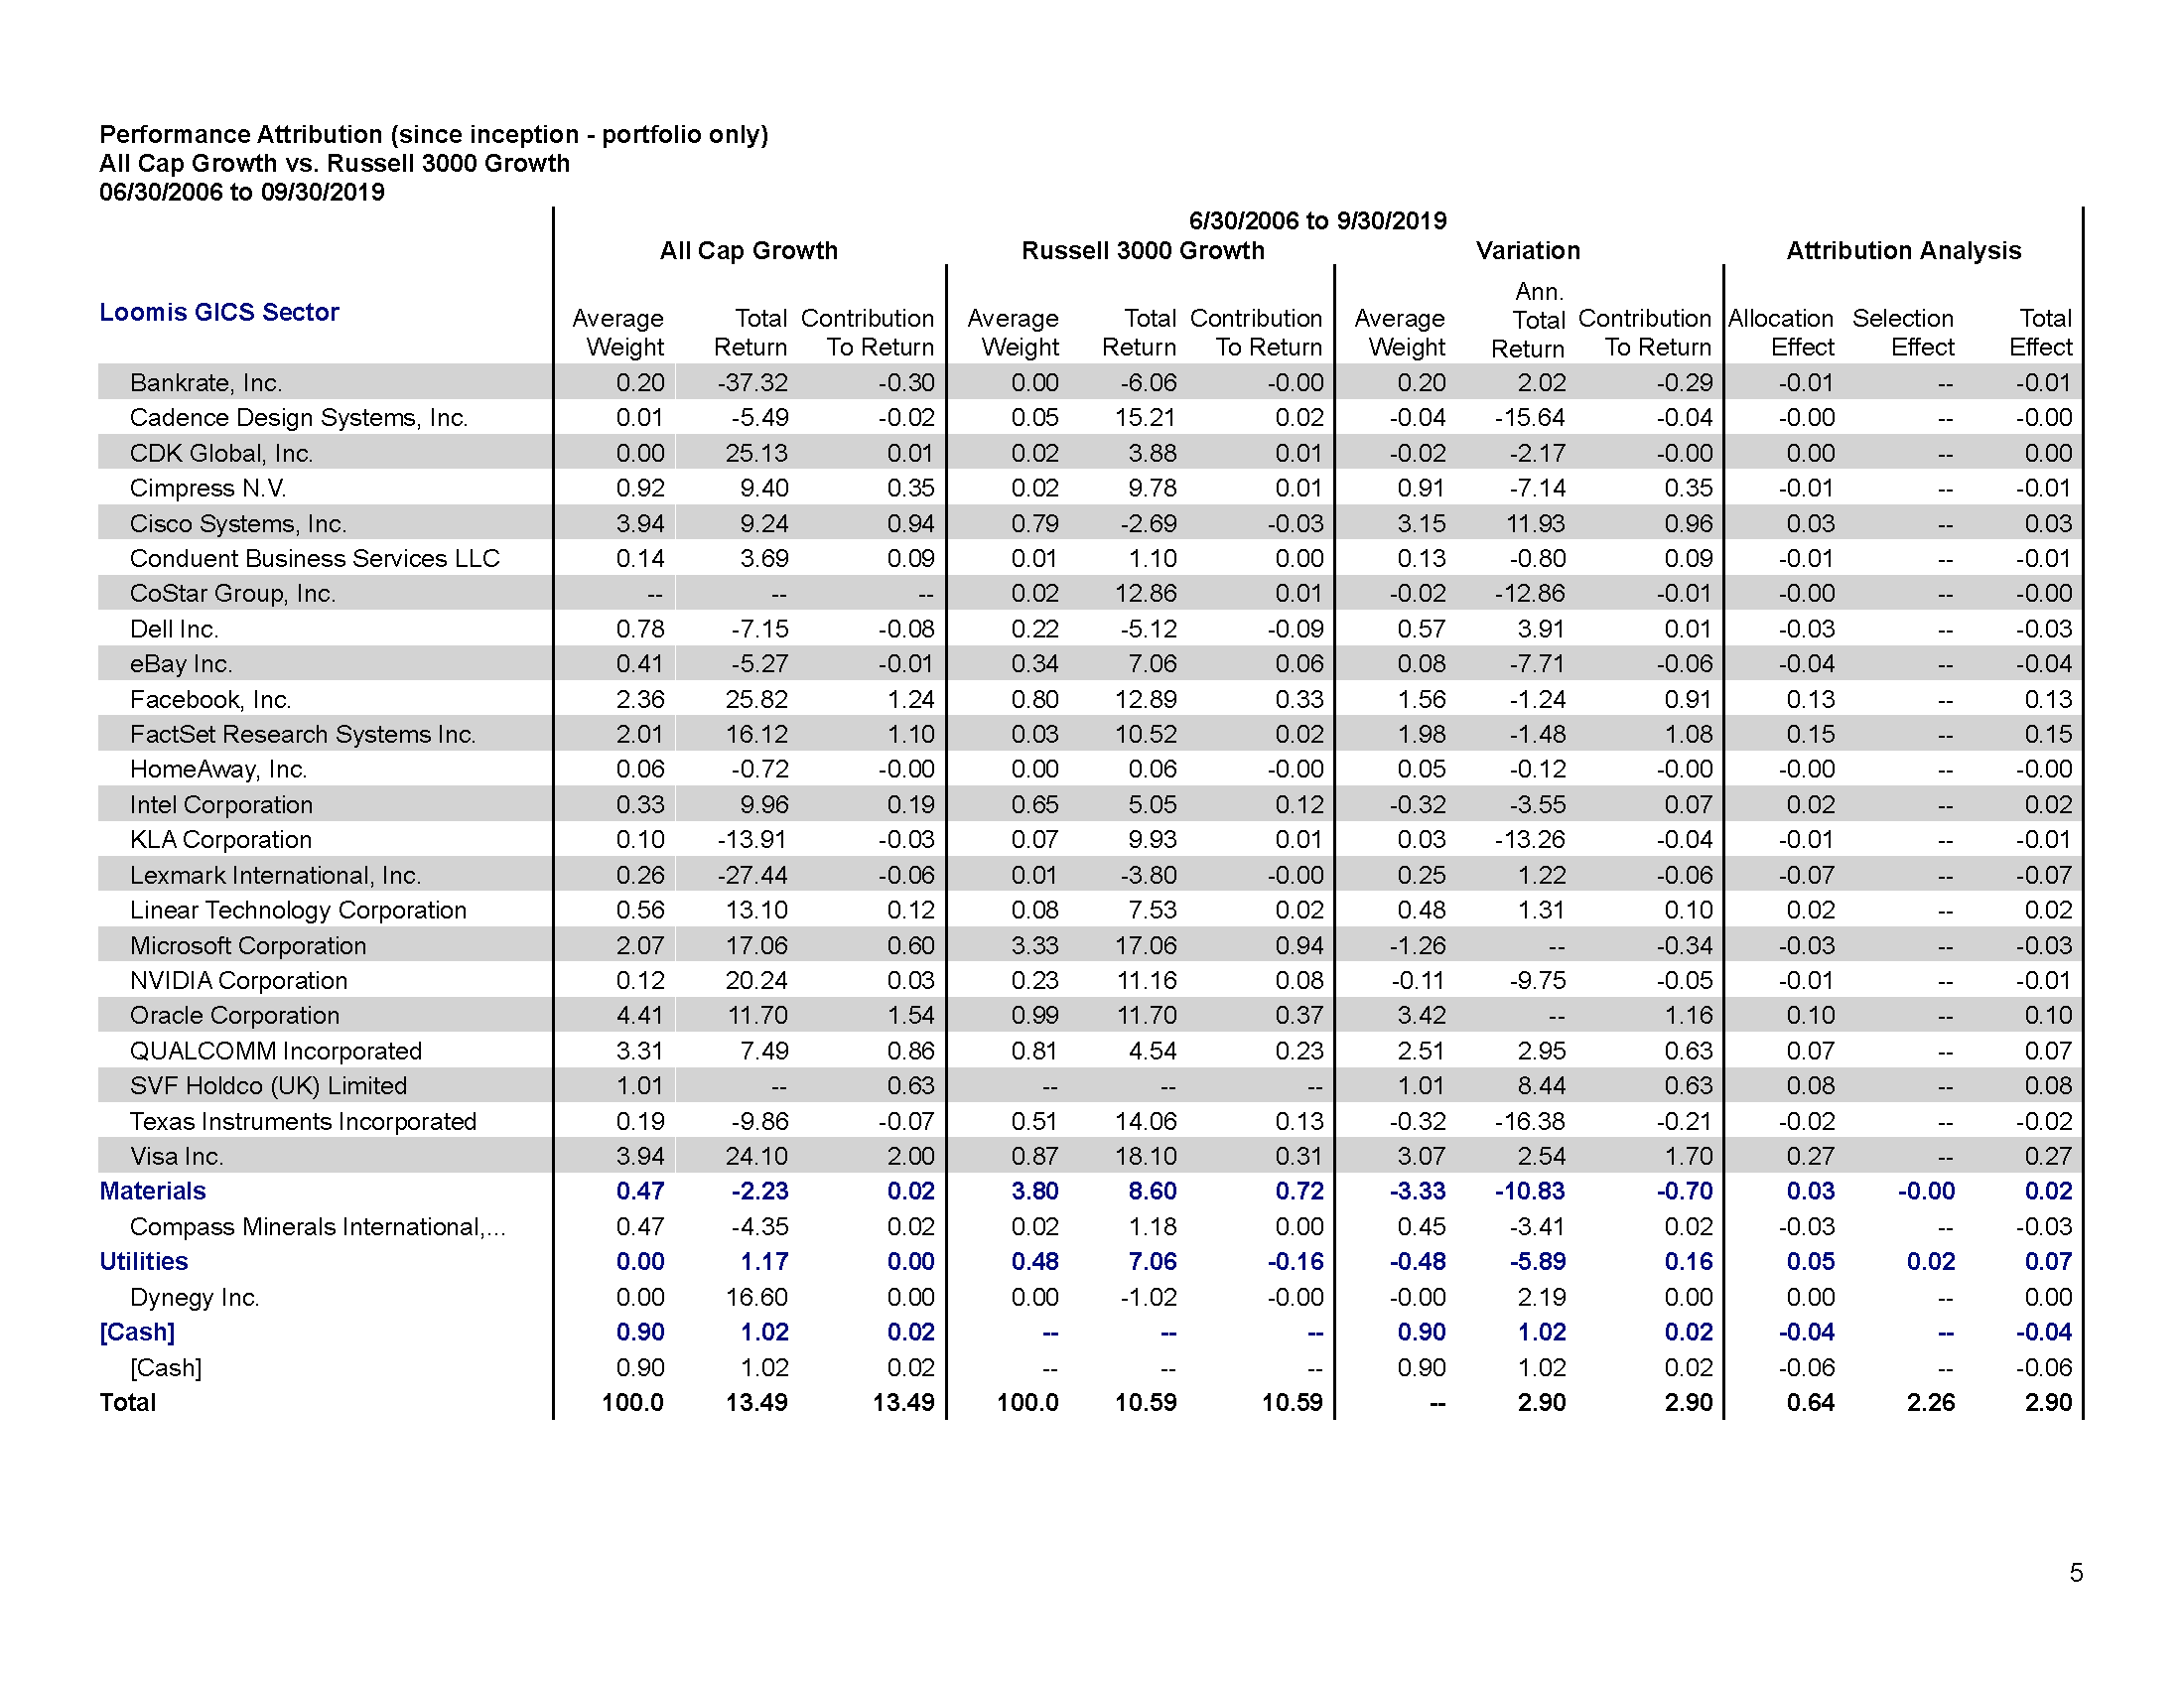 Performance Attribution (since inception - portfolio only)
All Cap Growth vs. Russell 3000 Growth
06/30/2006 to 09/30/2019
6/30/2006 to 9/30/2019
All Cap Growth Russell 3000 Growth Variation Attribution Analysis
Loomis GICS Sector Average Weight Total Return Contribution To Return Average Weight Total Return Contribution To Return Average Weight Ann. Total Return Contribution To Return Allocation Effect Selection Effect Total Effect
Bankrate, Inc. 0.20 -37.32 -0.30 0.00 -6.06 -0.00 0.20 2.02 -0.29 -0.01 -- -0.01
Cadence Design Systems, Inc. 0.01 -5.49 -0.02 0.05 15.21 0.02 -0.04 -15.64 -0.04 -0.00 -- -0.00
CDK Global, Inc. 0.00 25.13 0.01 0.02 3.88 0.01 -0.02 -2.17 -0.00 0.00 -- 0.00
Cimpress N.V. 0.92 9.40 0.35 0.02 9.78 0.01 0.91 -7.14 0.35 -0.01 -- -0.01
Cisco Systems, Inc. 3.94 9.24 0.94 0.79 -2.69 -0.03 3.15 11.93 0.96 0.03 -- 0.03
Conduent Business Services LLC 0.14 3.69 0.09 0.01 1.10 0.00 0.13 -0.80 0.09 -0.01 -- -0.01
CoStar Group, Inc. -- -- -- 0.02 12.86 0.01 -0.02 -12.86 -0.01 -0.00 -- -0.00
Dell Inc. 0.78 -7.15 -0.08 0.22 -5.12 -0.09 0.57 3.91 0.01 -0.03 -- -0.03
eBay Inc. 0.41 -5.27 -0.01 0.34 7.06 0.06 0.08 -7.71 -0.06 -0.04 -- -0.04
Facebook, Inc. 2.36 25.82 1.24 0.80 12.89 0.33 1.56 -1.24 0.91 0.13 -- 0.13
FactSet Research Systems Inc. 2.01 16.12 1.10 0.03 10.52 0.02 1.98 -1.48 1.08 0.15 -- 0.15
HomeAway, Inc. 0.06 -0.72 -0.00 0.00 0.06 -0.00 0.05 -0.12 -0.00 -0.00 -- -0.00
Intel Corporation 0.33 9.96 0.19 0.65 5.05 0.12 -0.32 -3.55 0.07 0.02 -- 0.02
KLA Corporation 0.10 -13.91 -0.03 0.07 9.93 0.01 0.03 -13.26 -0.04 -0.01 -- -0.01
Lexmark International, Inc. 0.26 -27.44 -0.06 0.01 -3.80 -0.00 0.25 1.22 -0.06 -0.07 -- -0.07
Linear Technology Corporation 0.56 13.10 0.12 0.08 7.53 0.02 0.48 1.31 0.10 0.02 -- 0.02
Microsoft Corporation 2.07 17.06 0.60 3.33 17.06 0.94 -1.26 -- -0.34 -0.03 -- -0.03
NVIDIA Corporation 0.12 20.24 0.03 0.23 11.16 0.08 -0.11 -9.75 -0.05 -0.01 -- -0.01
Oracle Corporation 4.41 11.70 1.54 0.99 11.70 0.37 3.42 -- 1.16 0.10 -- 0.10
QUALCOMM Incorporated 3.31 7.49 0.86 0.81 4.54 0.23 2.51 2.95 0.63 0.07 -- 0.07
SVF Holdco (UK) Limited 1.01 -- 0.63 -- -- -- 1.01 8.44 0.63 0.08 -- 0.08
Texas Instruments Incorporated 0.19 -9.86 -0.07 0.51 14.06 0.13 -0.32 -16.38 -0.21 -0.02 -- -0.02
Visa Inc. 3.94 24.10 2.00 0.87 18.10 0.31 3.07 2.54 1.70 0.27 -- 0.27
Materials 0.47 -2.23 0.02 3.80 8.60 0.72 -3.33 -10.83 -0.70 0.03 -0.00 0.02
Compass Minerals International,... 0.47 -4.35 0.02 0.02 1.18 0.00 0.45 -3.41 0.02 -0.03 -- -0.03
Utilities 0.00 1.17 0.00 0.48 7.06 -0.16 -0.48 -5.89 0.16 0.05 0.02 0.07
Dynegy Inc. 0.00 16.60 0.00 0.00 -1.02 -0.00 -0.00 2.19 0.00 0.00 -- 0.00
[Cash] 0.90 1.02 0.02 -- -- -- 0.90 1.02 0.02 -0.04 -- -0.04
[Cash] 0.90 1.02 0.02 -- -- -- 0.90 1.02 0.02 -0.06 -- -0.06
Total 100.0 13.49 13.49 100.0 10.59 10.59 -- 2.90 2.90 0.64 2.26 2.90
5